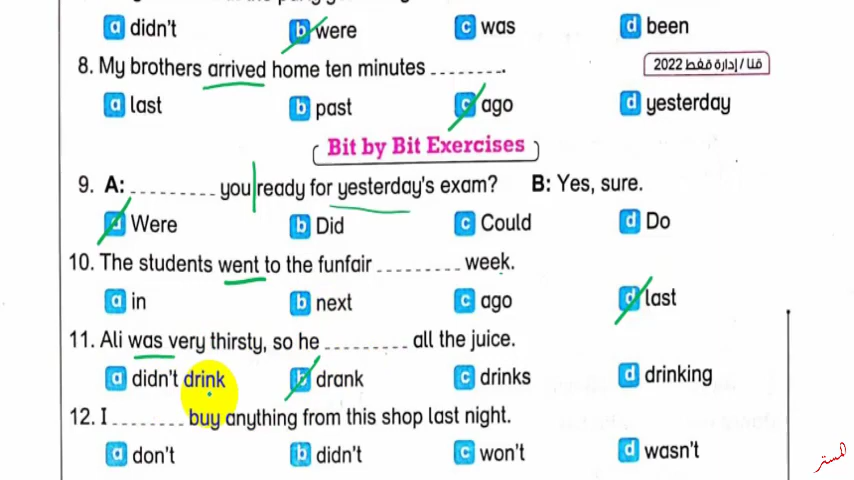 a didn't b were c was d been
8. My brothers arrived home ten minutes ........ . قنا / إدارة قفط 2022
a last b past c ago d yesterday
Bit by Bit Exercises
9. A: ......... you ready for yesterday's exam? B: Yes, sure.
a Were b Did c Could d Do
10. The students went to the funfair ......... week.
a in b next c ago d last
11. Ali was very thirsty, so he ......... all the juice.
a didn't drink b drank c drinks d drinking
12. I ........ buy anything from this shop last night.
a don't b didn't c won't d wasn't
المستر